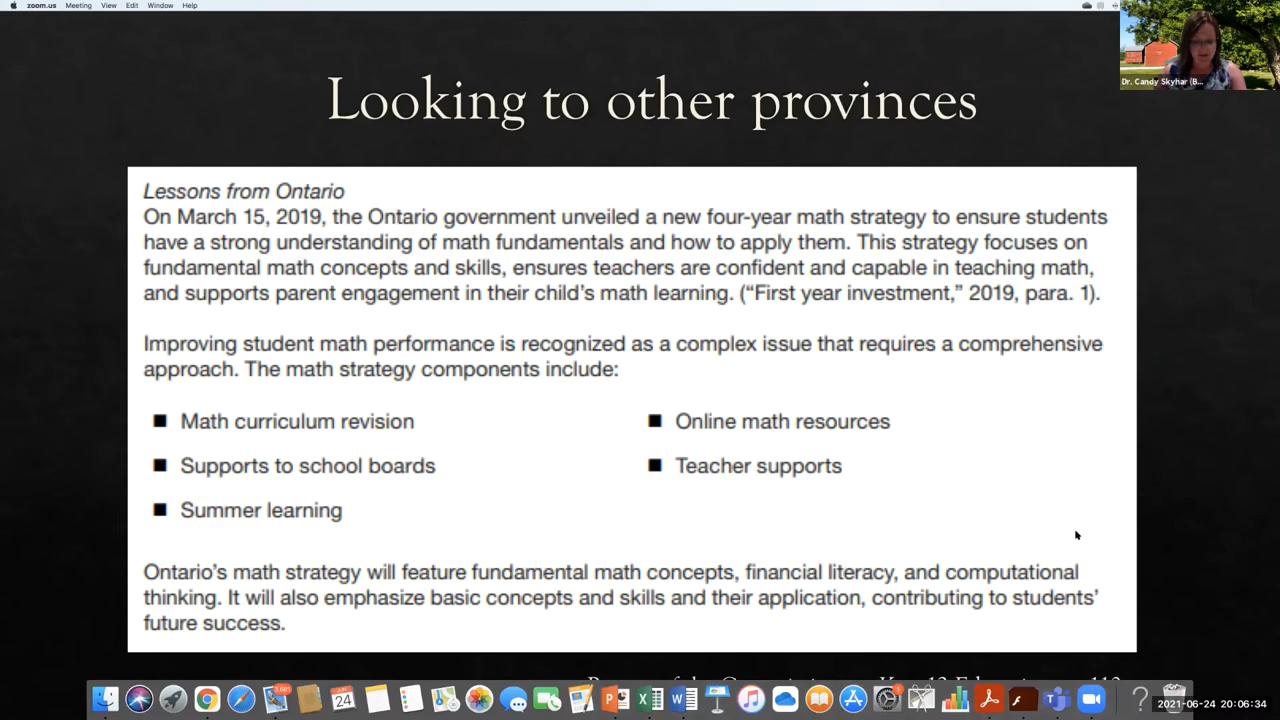 zoom.us Meeting View Edit Window Help
Dr. Candy Skyhar (B...
Looking to other provinces
Lessons from Ontario
On March 15, 2019, the Ontario government unveiled a new four-year math strategy to ensure students
have a strong understanding of math fundamentals and how to apply them. This strategy focuses on
fundamental math concepts and skills, ensures teachers are confident and capable in teaching math,
and supports parent engagement in their child's math learning. (“First year investment,” 2019, para. 1).
Improving student math performance is recognized as a complex issue that requires a comprehensive
approach. The math strategy components include:
■ Math curriculum revision
■ Supports to school boards
■ Summer learning
■ Online math resources
■ Teacher supports
Ontario's math strategy will feature fundamental math concepts, financial literacy, and computational
thinking. It will also emphasize basic concepts and skills and their application, contributing to students'
future success.
JUN
24
2021-06-24 20:06:34